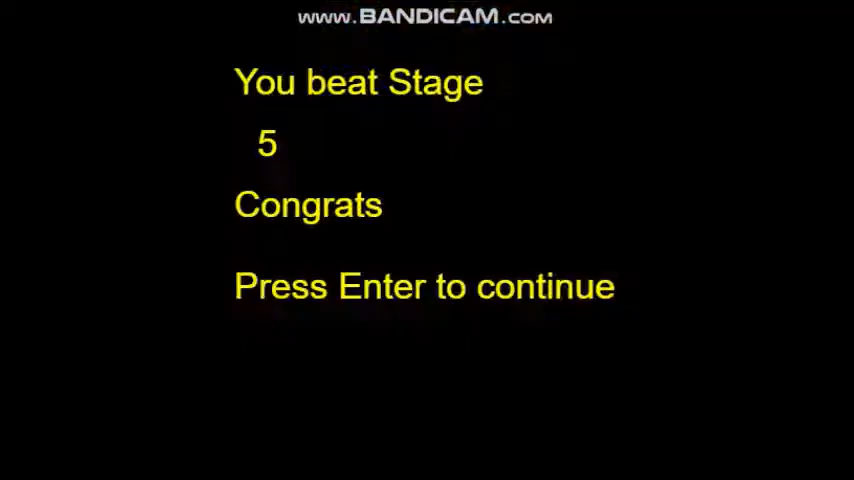 www.BANDICAM.com
You beat Stage
5
Congrats
Press Enter to continue